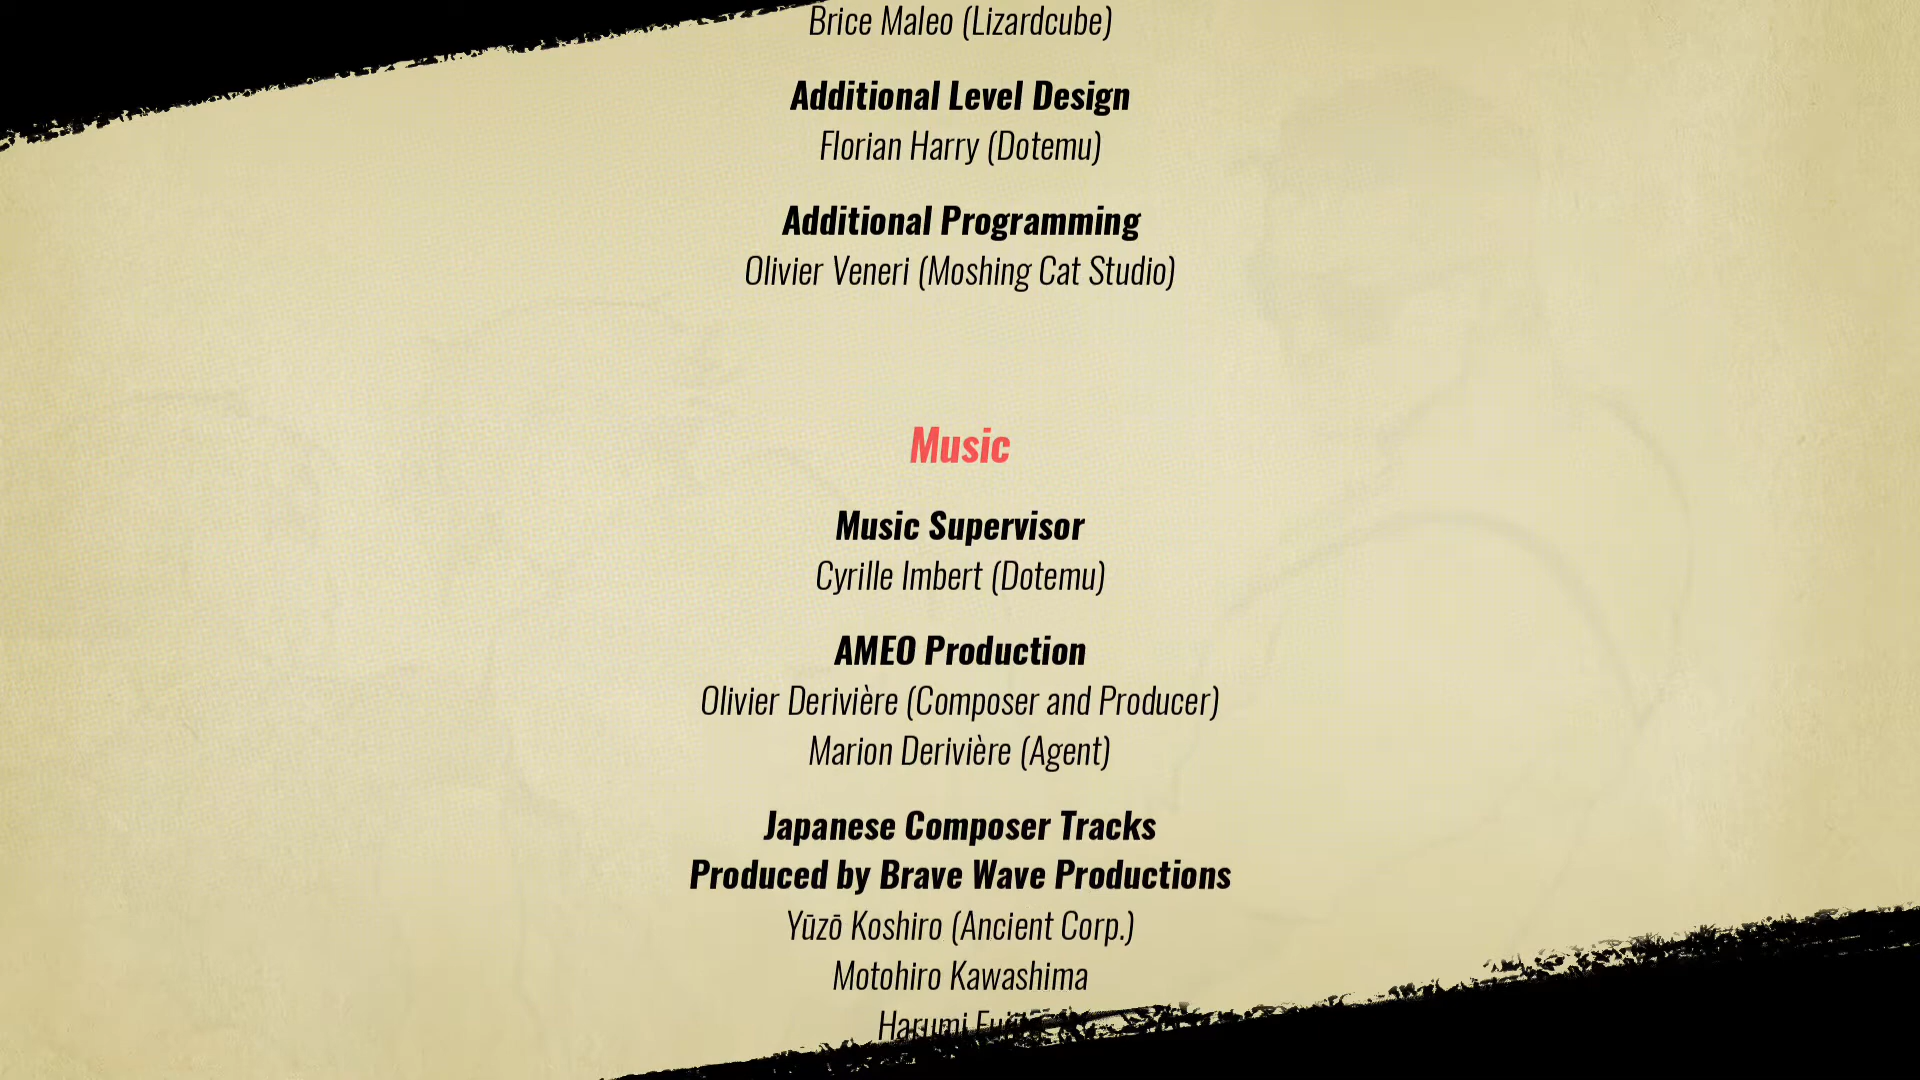 Brice Maleo (Lizardcube)
Additional Level Design
Florian Harry (Dotemu)
Additional Programming
Olivier Veneri (Moshing Cat Studio)
Music
Music Supervisor
Cyrille Imbert (Dotemu)
AMEO Production
Olivier Derivière (Composer and Producer)
Marion Derivière (Agent)
Japanese Composer Tracks
Produced by Brave Wave Productions
Yūzō Koshiro (Ancient Corp.)
Motohiro Kawashima
Harumi